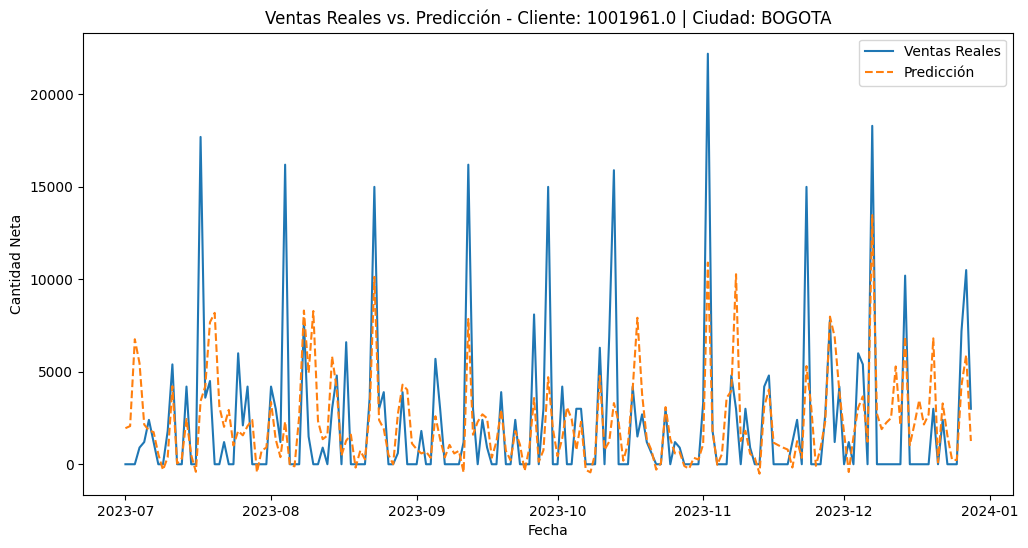 Ventas Reales vs. Predicción - Cliente: 1001961.0 | Ciudad: BOGOTA
Ventas Reales
Predicción
Cantidad Neta
20000
15000
10000
5000
0
2023-07
2023-08
2023-09
2023-10
2023-11
2023-12
2024-01
Fecha